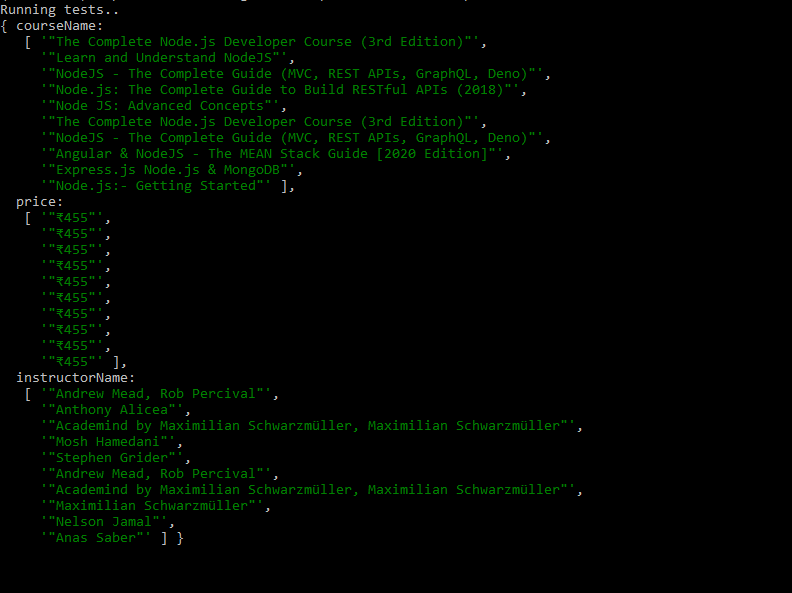 Running tests..
{ courseName:
[ '"The Complete Node.js Developer Course (3rd Edition)"',
'"Learn and Understand NodeJS"',
'"NodeJS - The Complete Guide (MVC, REST APIs, GraphQL, Deno)"',
'"Node.js: The Complete Guide to Build RESTful APIs (2018)"',
'"Node JS: Advanced Concepts"',
'"The Complete Node.js Developer Course (3rd Edition)"',
'"NodeJS - The Complete Guide (MVC, REST APIs, GraphQL, Deno)"',
'"Angular & NodeJS - The MEAN Stack Guide [2020 Edition]"',
'"Express.js Node.js & MongoDB"',
'"Node.js:- Getting Started"' ],
price:
[ '"₹455"',
'"₹455"',
'"₹455"',
'"₹455"',
'"₹455"',
'"₹455"',
'"₹455"',
'"₹455"',
'"₹455"',
'"₹455"' ],
instructorName:
[ '"Andrew Mead, Rob Percival"',
'"Anthony Alicea"',
'"Academind by Maximilian Schwarzmüller, Maximilian Schwarzmüller"',
'"Mosh Hamedani"',
'"Stephen Grider"',
'"Andrew Mead, Rob Percival"',
'"Academind by Maximilian Schwarzmüller, Maximilian Schwarzmüller"',
'"Maximilian Schwarzmüller"',
'"Nelson Jamal"',
'"Anas Saber"' ] }